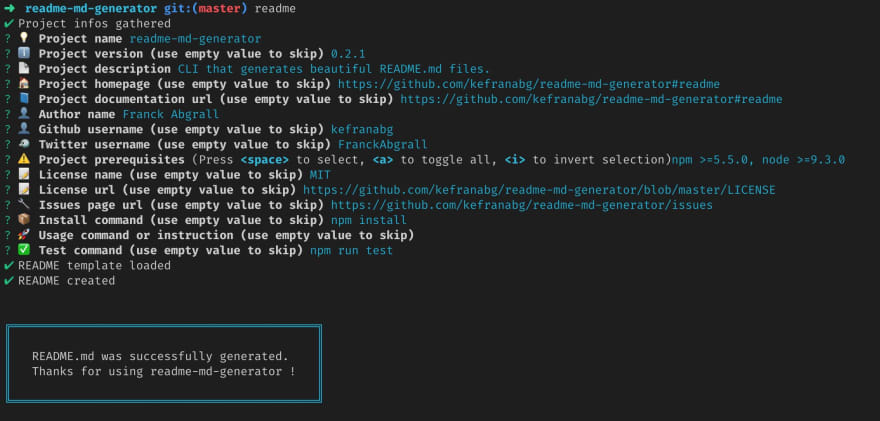 ➜ readme-md-generator git:(master) readme
✔ Project infos gathered
? 💡 Project name readme-md-generator
? ℹ️ Project version (use empty value to skip) 0.2.1
? 📄 Project description CLI that generates beautiful README.md files.
? 🏠 Project homepage (use empty value to skip) https://github.com/kefranabg/readme-md-generator#readme
? 📘 Project documentation url (use empty value to skip) https://github.com/kefranabg/readme-md-generator#readme
? 👤 Author name Franck Abgrall
? 👤 Github username (use empty value to skip) kefranabg
? 🐦 Twitter username (use empty value to skip) FranckAbgrall
? ⚠️ Project prerequisites (Press <space> to select, <a> to toggle all, <i> to invert selection)npm >=5.5.0, node >=9.3.0
? 📝 License name (use empty value to skip) MIT
? 📝 License url (use empty value to skip) https://github.com/kefranabg/readme-md-generator/blob/master/LICENSE
? 🔧 Issues page url (use empty value to skip) https://github.com/kefranabg/readme-md-generator/issues
? 📦 Install command (use empty value to skip) npm install
? 🚀 Usage command or instruction (use empty value to skip)
? ✅ Test command (use empty value to skip) npm run test
✔ README template loaded
✔ README created
README.md was successfully generated.
Thanks for using readme-md-generator !